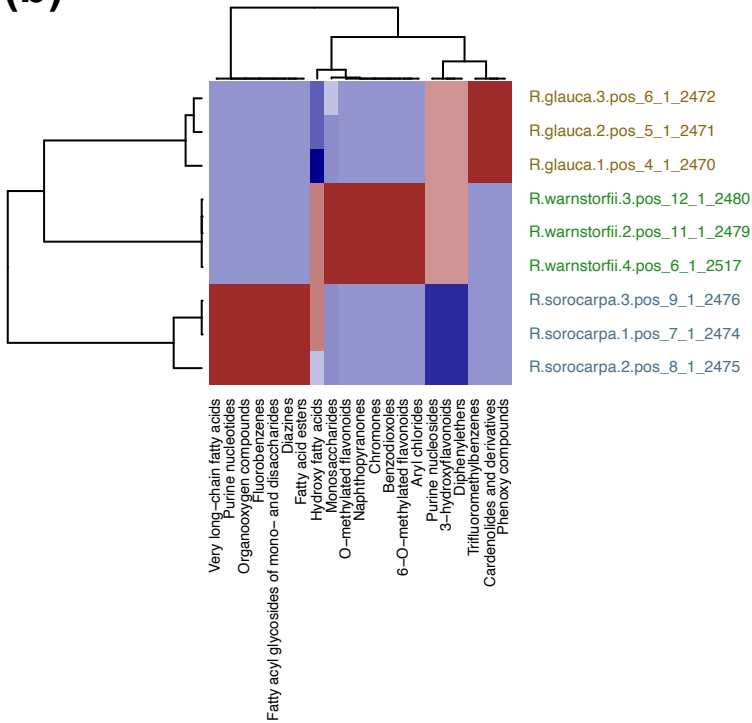 (b)
R.glauca.3.pos_6_1_2472
R.glauca.2.pos_5_1_2471
R.glauca.1.pos_4_1_2470
R.warnstorfii.3.pos_12_1_2480
R.warnstorfii.2.pos_11_1_2479
R.warnstorfii.4.pos_6_1_2517
R.sorocarpa.3.pos_9_1_2476
R.sorocarpa.1.pos_7_1_2474
R.sorocarpa.2.pos_8_1_2475
Very long−chain fatty acids
Purine nucleotides
Organooxygen compounds
Fluorobenzenes
Fatty acyl glycosides of mono− and disaccharides
Diazines
Fatty acid esters
Hydroxy fatty acids
Monosaccharides
O−methylated flavonoids
Naphthopyranones
Chromones
Benzodioxoles
6−O−methylated flavonoids
Aryl chlorides
Purine nucleosides
3−hydroxyflavonoids
Diphenylethers
Trifluoromethylbenzenes
Cardenolides and derivatives
Phenoxy compounds